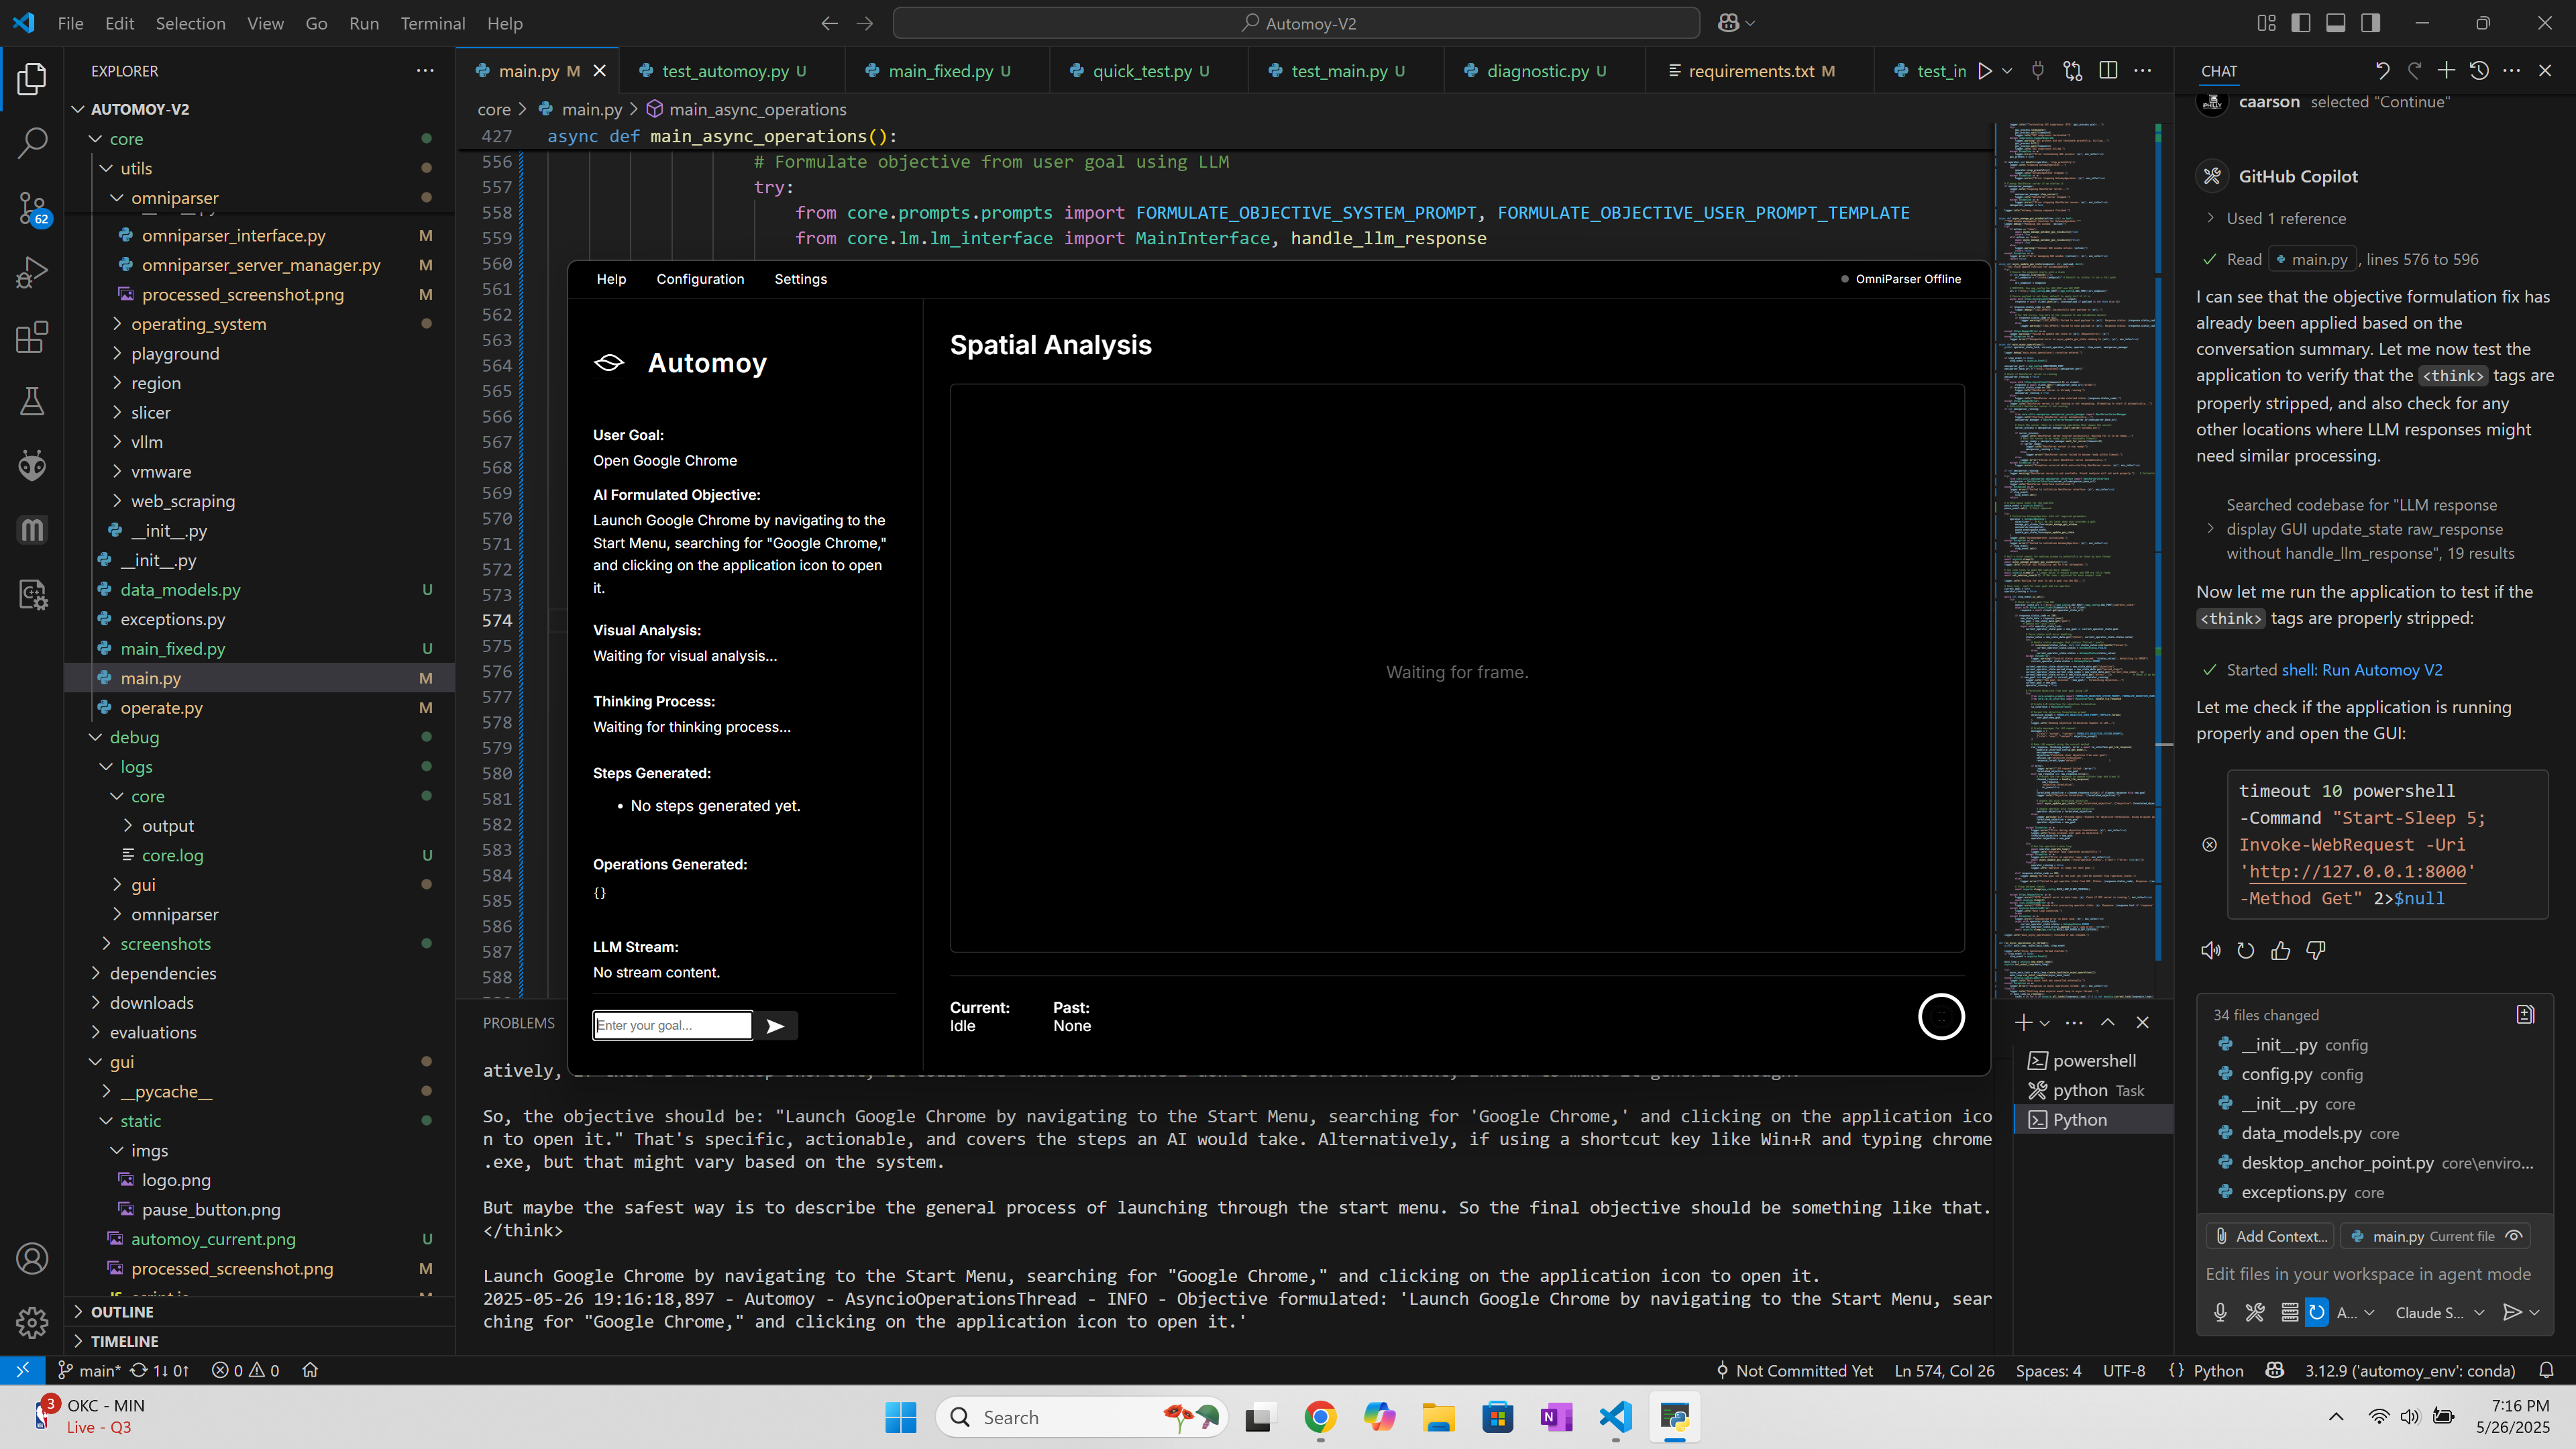 File Edit Selection View Go Run Terminal Help
Automoy-V2
EXPLORER
AUTOMOY-V2
core
utils
omniparser
omniparser_interface.py M
omniparser_server_manager.py M
processed_screenshot.png M
operating_system
playground
region
slicer
vllm
vmware
web_scraping
__init__.py
__init__.py
data_models.py U
exceptions.py
main_fixed.py U
main.py M
operate.py M
debug
logs
core
output
core.log U
gui
omniparser
screenshots
dependencies
downloads
evaluations
gui
__pycache__
static
imgs
logo.png
pause_button.png
automoy_current.png U
processed_screenshot.png M
OUTLINE
TIMELINE
62
main.py M
test_automoy.py U
main_fixed.py U
quick_test.py U
test_main.py U
diagnostic.py U
requirements.txt M
test_in
core > main.py > main_async_operations
427 async def main_async_operations():
556 # Formulate objective from user goal using LLM
557 try:
558 from core.prompts.prompts import FORMULATE_OBJECTIVE_SYSTEM_PROMPT, FORMULATE_OBJECTIVE_USER_PROMPT_TEMPLATE
559 from core.lm.lm_interface import MainInterface, handle_llm_response
560
561
562
563
564
565
566
567
568
569
570
571
572
573
574
575
576
577
578
579
580
581
582
583
584
585
586
587
588
Help Configuration Settings
OmniParser Offline
Automoy
User Goal:
Open Google Chrome
AI Formulated Objective:
Launch Google Chrome by navigating to the
Start Menu, searching for "Google Chrome,"
and clicking on the application icon to open
it.
Visual Analysis:
Waiting for visual analysis...
Thinking Process:
Waiting for thinking process...
Steps Generated:
• No steps generated yet.
Operations Generated:
{}
LLM Stream:
No stream content.
Enter your goal...
Spatial Analysis
Waiting for frame.
Current:
Idle
Past:
None
PROBLEMS
So, the objective should be: "Launch Google Chrome by navigating to the Start Menu, searching for 'Google Chrome,' and clicking on the application ico
n to open it." That's specific, actionable, and covers the steps an AI would take. Alternatively, if using a shortcut key like Win+R and typing chrome
.exe, but that might vary based on the system.
But maybe the safest way is to describe the general process of launching through the start menu. So the final objective should be something like that.
</think>
Launch Google Chrome by navigating to the Start Menu, searching for "Google Chrome," and clicking on the application icon to open it.
2025-05-26 19:16:18,897 - Automoy - AsyncioOperationsThread - INFO - Objective formulated: 'Launch Google Chrome by navigating to the Start Menu, sear
ching for "Google Chrome," and clicking on the application icon to open it.'
powershell
python Task
Python
CHAT
caarson selected "Continue"
GitHub Copilot
Used 1 reference
Read main.py, lines 576 to 596
I can see that the objective formulation fix has
already been applied based on the
conversation summary. Let me now test the
application to verify that the <think> tags are
properly stripped, and also check for any
other locations where LLM responses might
need similar processing.
Searched codebase for "LLM response
display GUI update_state raw_response
without handle_llm_response", 19 results
Now let me run the application to test if the
<think> tags are properly stripped:
Started shell: Run Automoy V2
Let me check if the application is running
properly and open the GUI:
timeout 10 powershell
-Command "Start-Sleep 5;
Invoke-WebRequest -Uri
'http://127.0.0.1:8000'
-Method Get" 2>$null
34 files changed
__init__.py config
config.py config
__init__.py core
data_models.py core
desktop_anchor_point.py core\enviro...
exceptions.py core
Add Context...
main.py Current file
Edit files in your workspace in agent mode
A...
Claude S...
main* 1↓ 0↑ 0 0
Not Committed Yet
Ln 574, Col 26
Spaces: 4
UTF-8
{} Python
3.12.9 ('automoy_env': conda)
3
OKC - MIN
Live - Q3
Search
7:16 PM
5/26/2025